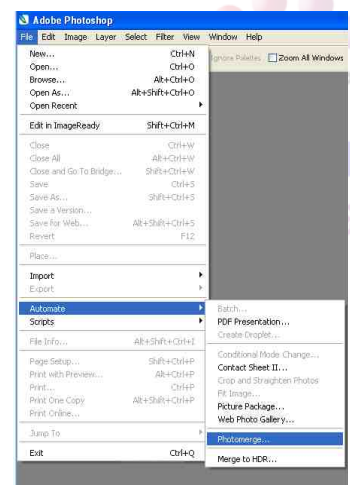 Adobe Photoshop
File Edit Image Layer Select Filter View Window Help
Ignore Palettes Zoom All Windows
New... Ctrl+N
Open... Ctrl+O
Browse... Alt+Ctrl+O
Open As... Alt+Shift+Ctrl+O
Open Recent
Edit in ImageReady Shift+Ctrl+M
Close Ctrl+W
Close All Alt+Ctrl+W
Close and Go To Bridge... Shift+Ctrl+W
Save Ctrl+S
Save As... Shift+Ctrl+S
Save a Version...
Save for Web... Alt+Shift+Ctrl+S
Revert F12
Place...
Import
Export
Automate
Scripts
File Info... Alt+Shift+Ctrl+I
Page Setup... Shift+Ctrl+P
Print with Preview... Alt+Ctrl+P
Print... Ctrl+P
Print One Copy Alt+Shift+Ctrl+P
Print Online...
Jump To
Exit Ctrl+Q
Batch...
PDF Presentation...
Create Droplet...
Conditional Mode Change...
Contact Sheet II...
Crop and Straighten Photos
Fit Image...
Picture Package...
Web Photo Gallery...
Photomerge...
Merge to HDR...